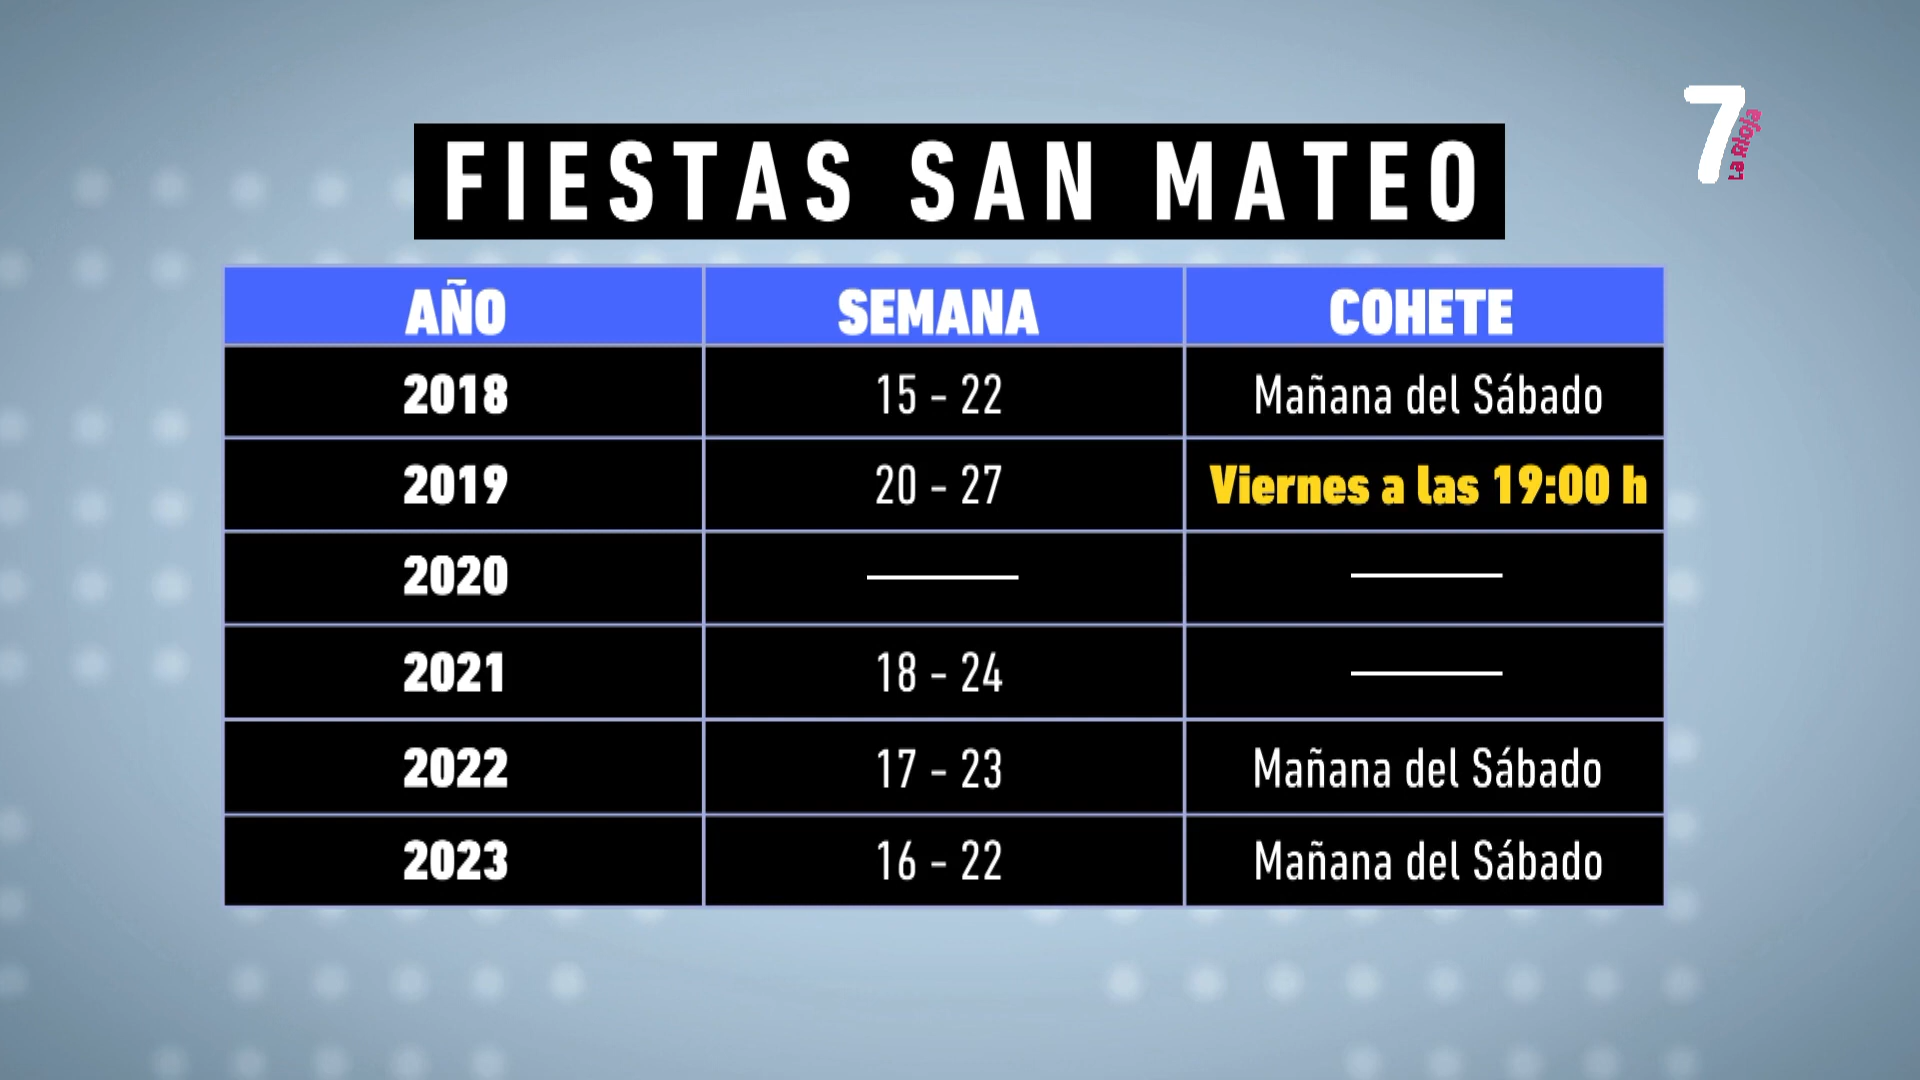 7
La Rioja
FIESTAS SAN MATEO
AÑO SEMANA COHETE
2018 15 - 22 Mañana del Sábado
2019 20 - 27 Viernes a las 19:00 h
2020
2021 18 - 24
2022 17 - 23 Mañana del Sábado
2023 16 - 22 Mañana del Sábado